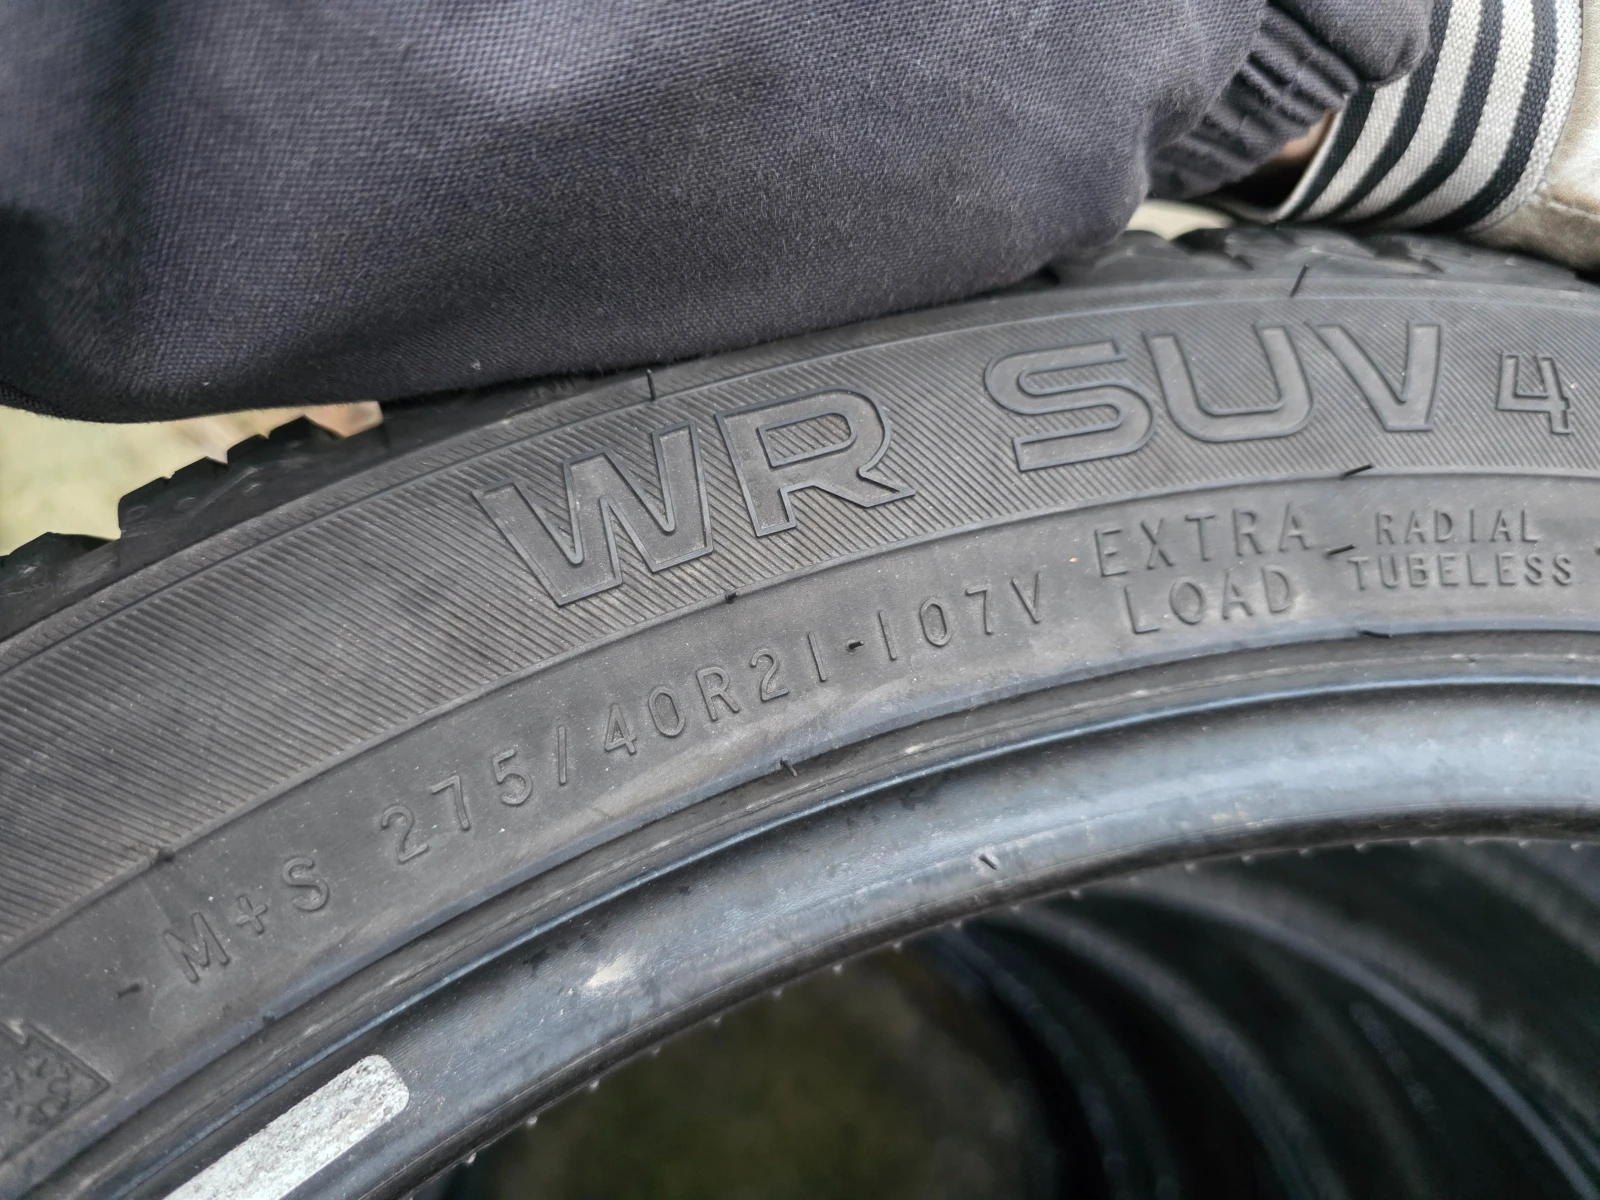 WR SUV 4
M+S 275/40R21-107V EXTRA LOAD RADIAL TUBELESS